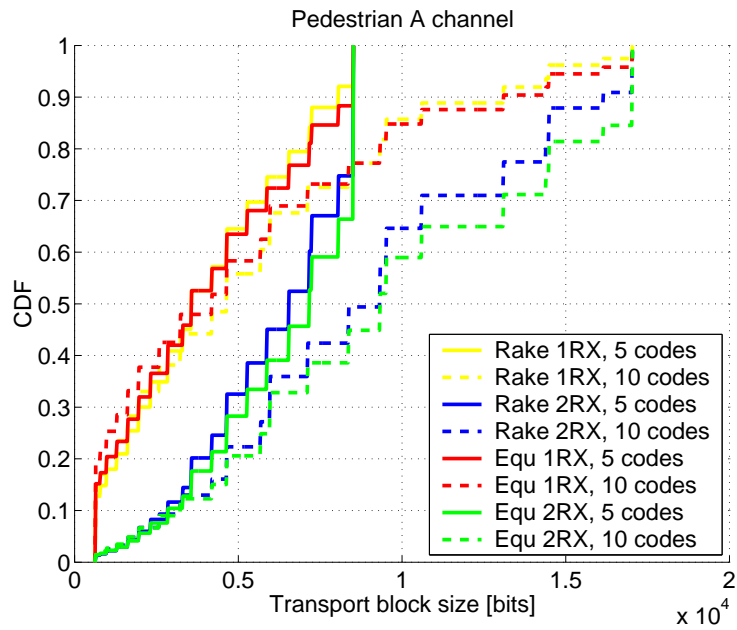 Pedestrian A channel
1
0.9
0.8
0.7
0.6
0.5
0.4
0.3
0.2
0.1
0
CDF
Rake 1RX, 5 codes
Rake 1RX, 10 codes
Rake 2RX, 5 codes
Rake 2RX, 10 codes
Equ 1RX, 5 codes
Equ 1RX, 10 codes
Equ 2RX, 5 codes
Equ 2RX, 10 codes
0 0.5 1 1.5 2
Transport block size [bits]
x 10^4